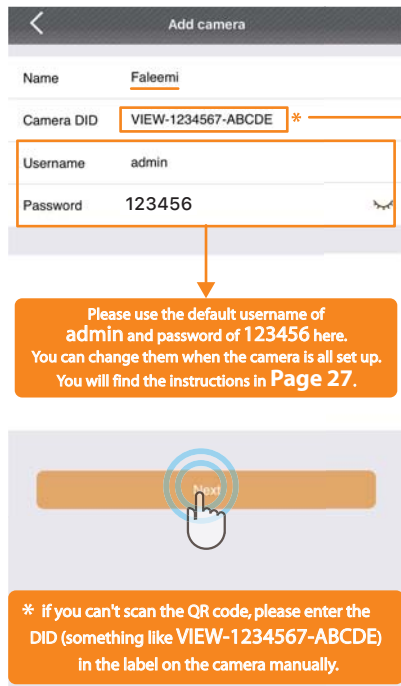 Add camera
Name Faleemi
Camera DID VIEW-1234567-ABCDE *
Username admin
Password 123456
Please use the default username of
admin and password of 123456 here.
You can change them when the camera is all set up.
You will find the instructions in Page 27.
Next
* if you can't scan the QR code, please enter the
DID (something like VIEW-1234567-ABCDE)
in the label on the camera manually.